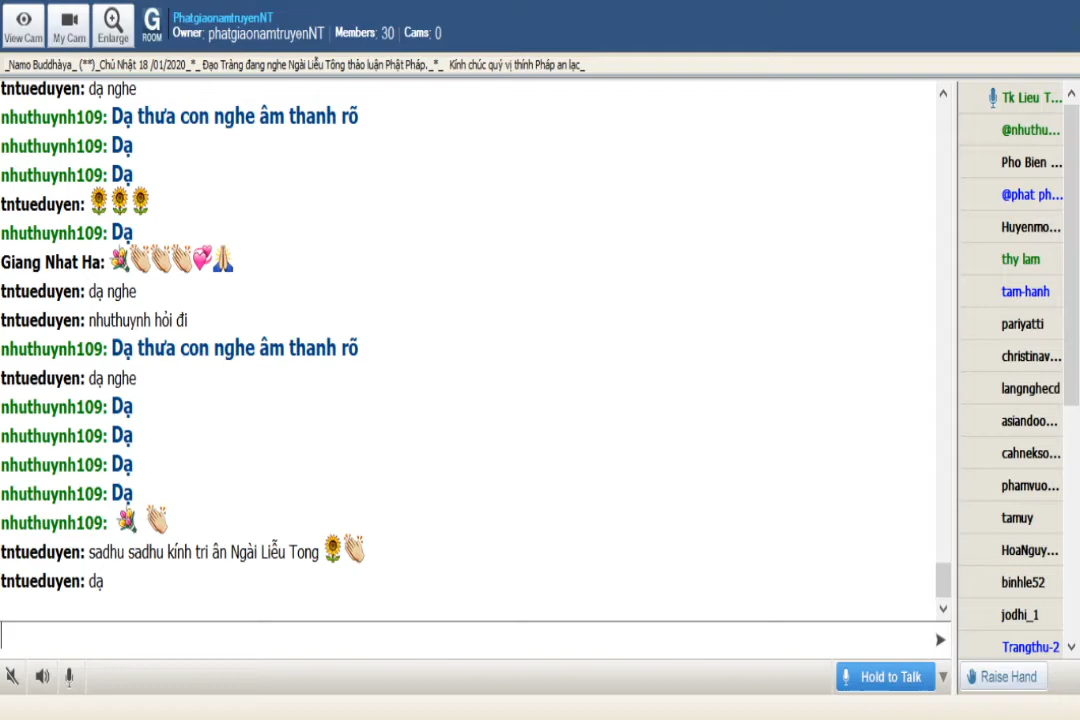 View Cam
My Cam
Enlarge
G
ROOM
PhatgiaonamtruyenNT
Owner: phatgiaonamtruyenNT | Members: 30 | Cams: 0
_Namo Buddhàya_ (**)_Chủ Nhật 18 /01/2020_*_ Đạo Tràng đang nghe Ngài Liễu Tông thảo luận Phật Pháp._*_ Kính chúc quý vị thính Pháp an lạc_
tntueduyen: dạ nghe
nhuthuynh109: Dạ thưa con nghe âm thanh rõ
nhuthuynh109: Dạ
nhuthuynh109: Dạ
tntueduyen: 🌻🌻🌻
nhuthuynh109: Dạ
Giang Nhat Ha: 💐👏👏👏💞🙏
tntueduyen: dạ nghe
tntueduyen: nhuthuynh hỏi đi
nhuthuynh109: Dạ thưa con nghe âm thanh rõ
tntueduyen: dạ nghe
nhuthuynh109: Dạ
nhuthuynh109: Dạ
nhuthuynh109: Dạ
nhuthuynh109: Dạ
nhuthuynh109: 💐 👏
tntueduyen: sadhu sadhu kính tri ân Ngài Liễu Tong 🌻👏
tntueduyen: dạ
Tk Lieu T...
@nhuthu...
Pho Bien ...
@phat ph...
Huyenmo...
thy lam
tam-hanh
pariyatti
christinav...
langnghecd
asiandoo...
cahnekso...
phamvuo...
tamuy
HoaNguy...
binhle52
jodhi_1
Trangthu-2
Hold to Talk
Raise Hand